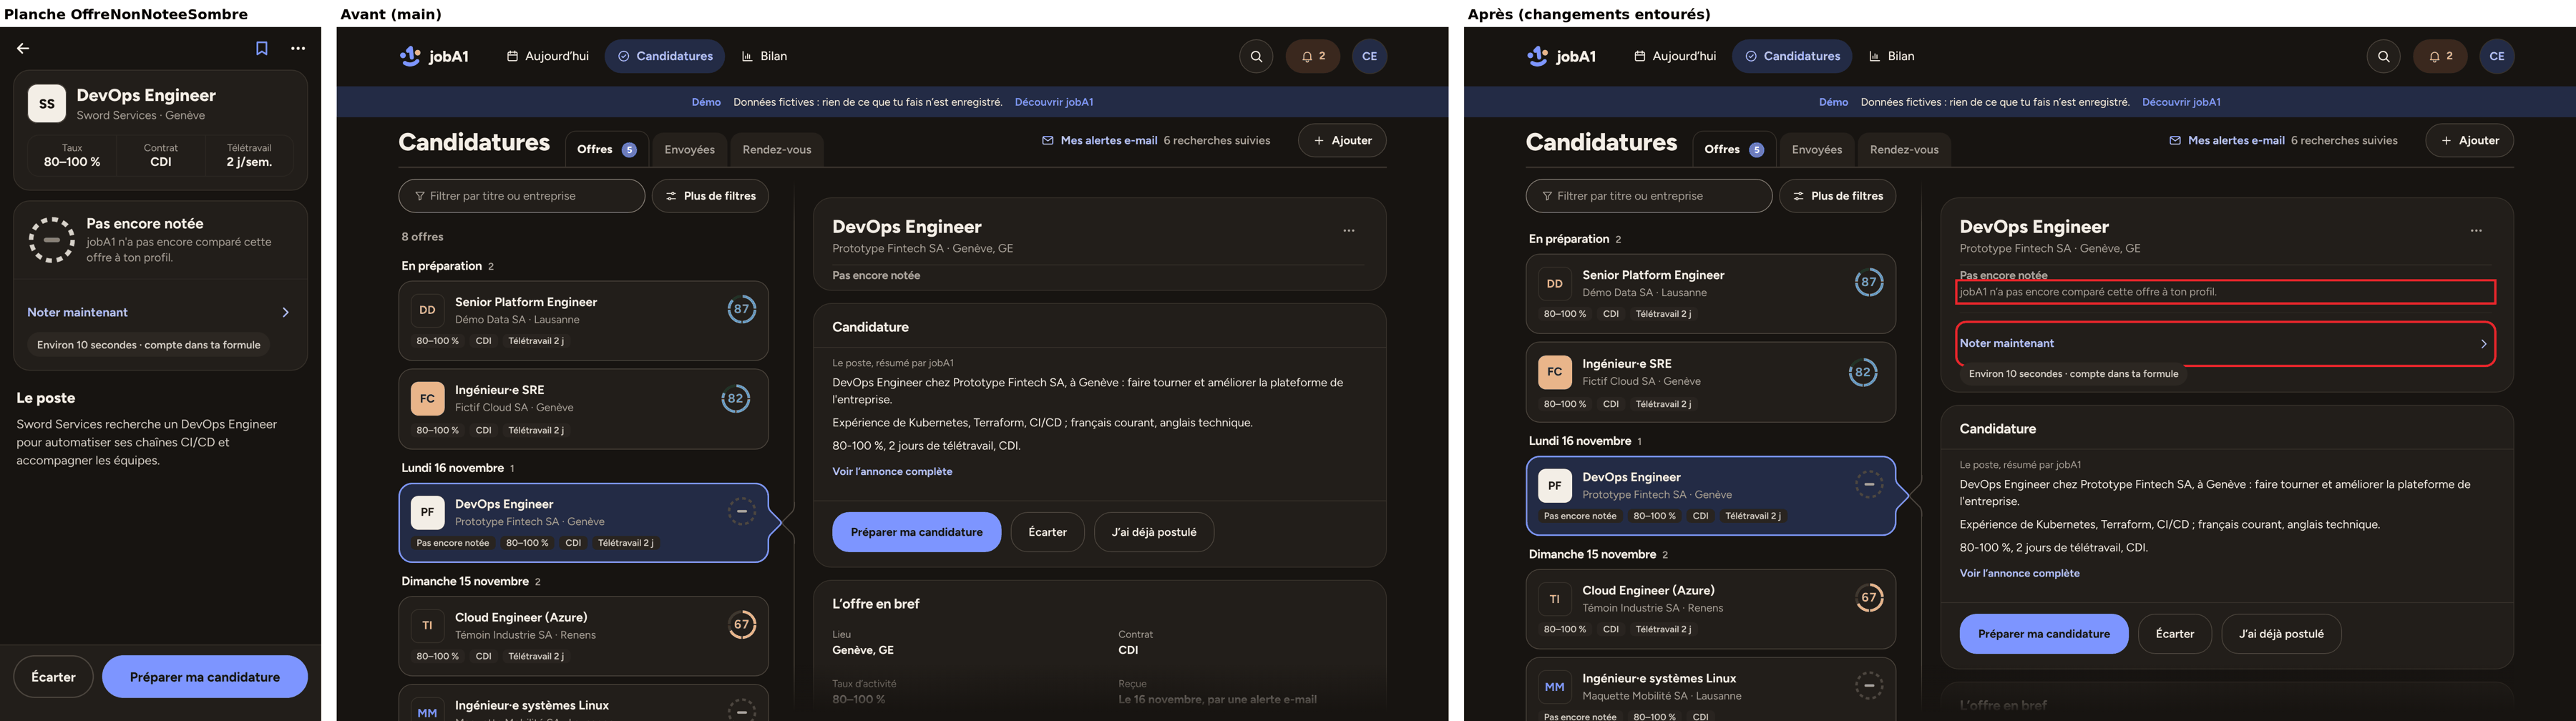 Planche OffreNonNoteeSombre
SS
DevOps Engineer
Sword Services · Genève
Taux
80–100 %
Contrat
CDI
Télétravail
2 j/sem.
Pas encore notée
jobA1 n'a pas encore comparé cette
offre à ton profil.
Noter maintenant
Environ 10 secondes · compte dans ta formule
Le poste
Sword Services recherche un DevOps Engineer
pour automatiser ses chaînes CI/CD et
accompagner les équipes.
Écarter
Préparer ma candidature
Avant (main)
jobA1
Aujourd'hui
Candidatures
Bilan
2
CE
Démo Données fictives : rien de ce que tu fais n'est enregistré. Découvrir jobA1
Candidatures
Offres 5
Envoyées
Rendez-vous
Mes alertes e-mail 6 recherches suivies
+ Ajouter
Filtrer par titre ou entreprise
Plus de filtres
8 offres
En préparation 2
DD
Senior Platform Engineer
Démo Data SA · Lausanne
87
80–100 % CDI Télétravail 2 j
FC
Ingénieur·e SRE
Fictif Cloud SA · Genève
82
80–100 % CDI Télétravail 2 j
Lundi 16 novembre 1
PF
DevOps Engineer
Prototype Fintech SA · Genève
Pas encore notée 80–100 % CDI Télétravail 2 j
Dimanche 15 novembre 2
TI
Cloud Engineer (Azure)
Témoin Industrie SA · Renens
67
80–100 % CDI Télétravail 2 j
MM
Ingénieur·e systèmes Linux
DevOps Engineer
Prototype Fintech SA · Genève, GE
Pas encore notée
Candidature
Le poste, résumé par jobA1
DevOps Engineer chez Prototype Fintech SA, à Genève : faire tourner et améliorer la plateforme de
l'entreprise.
Expérience de Kubernetes, Terraform, CI/CD ; français courant, anglais technique.
80-100 %, 2 jours de télétravail, CDI.
Voir l'annonce complète
Préparer ma candidature
Écarter
J'ai déjà postulé
L'offre en bref
Lieu
Genève, GE
Contrat
CDI
Taux d'activité
80–100 %
Reçue
Le 16 novembre, par une alerte e-mail
Après (changements entourés)
jobA1
Aujourd'hui
Candidatures
Bilan
2
CE
Démo Données fictives : rien de ce que tu fais n'est enregistré. Découvrir jobA1
Candidatures
Offres 5
Envoyées
Rendez-vous
Mes alertes e-mail 6 recherches suivies
+ Ajouter
Filtrer par titre ou entreprise
Plus de filtres
En préparation 2
DD
Senior Platform Engineer
Démo Data SA · Lausanne
87
80–100 % CDI Télétravail 2 j
FC
Ingénieur·e SRE
Fictif Cloud SA · Genève
82
80–100 % CDI Télétravail 2 j
Lundi 16 novembre 1
PF
DevOps Engineer
Prototype Fintech SA · Genève
Pas encore notée 80–100 % CDI Télétravail 2 j
Dimanche 15 novembre 2
TI
Cloud Engineer (Azure)
Témoin Industrie SA · Renens
67
80–100 % CDI Télétravail 2 j
MM
Ingénieur·e systèmes Linux
Maquette Mobilité SA · Lausanne
Pas encore notée 80–100 % CDI Télétravail 2 j
DevOps Engineer
Prototype Fintech SA · Genève, GE
Pas encore notée
jobA1 n'a pas encore comparé cette offre à ton profil.
Noter maintenant
Environ 10 secondes · compte dans ta formule
Candidature
Le poste, résumé par jobA1
DevOps Engineer chez Prototype Fintech SA, à Genève : faire tourner et améliorer la plateforme de
l'entreprise.
Expérience de Kubernetes, Terraform, CI/CD ; français courant, anglais technique.
80-100 %, 2 jours de télétravail, CDI.
Voir l'annonce complète
Préparer ma candidature
Écarter
J'ai déjà postulé
L'offre en bref